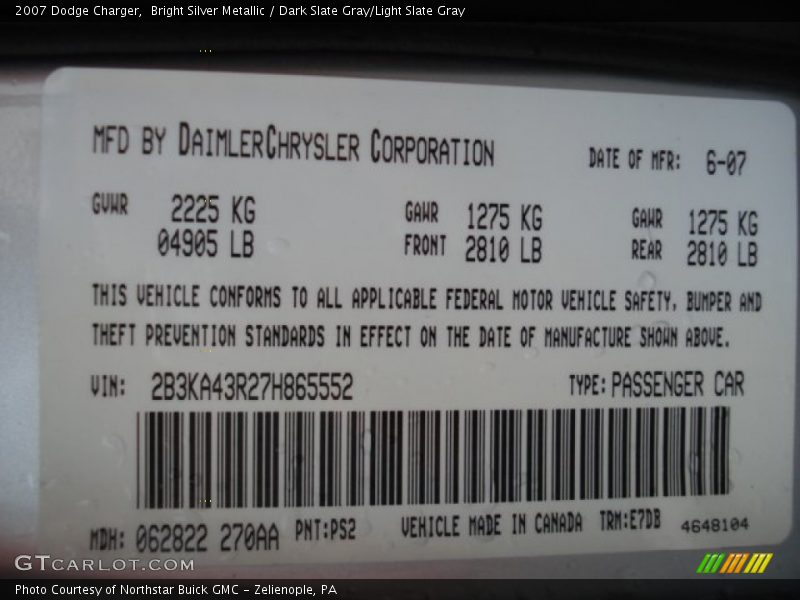 2007 Dodge Charger,  Bright Silver Metallic / Dark Slate Gray/Light Slate Gray
MFD BY DAIMLERCHRYSLER CORPORATION DATE OF MFR: 6-07
GVWR 2225 KG GAWR 1275 KG GAWR 1275 KG
04905 LB FRONT 2810 LB REAR 2810 LB
THIS VEHICLE CONFORMS TO ALL APPLICABLE FEDERAL MOTOR VEHICLE SAFETY, BUMPER AND
THEFT PREVENTION STANDARDS IN EFFECT ON THE DATE OF MANUFACTURE SHOWN ABOVE.
VIN: 2B3KA43R27H865552 TYPE: PASSENGER CAR
MDH: 062822 270AA PNT:PS2 VEHICLE MADE IN CANADA TRM:E7DB 4648104
GTCARLOT.COM
Photo Courtesy of Northstar Buick GMC - Zelienople, PA